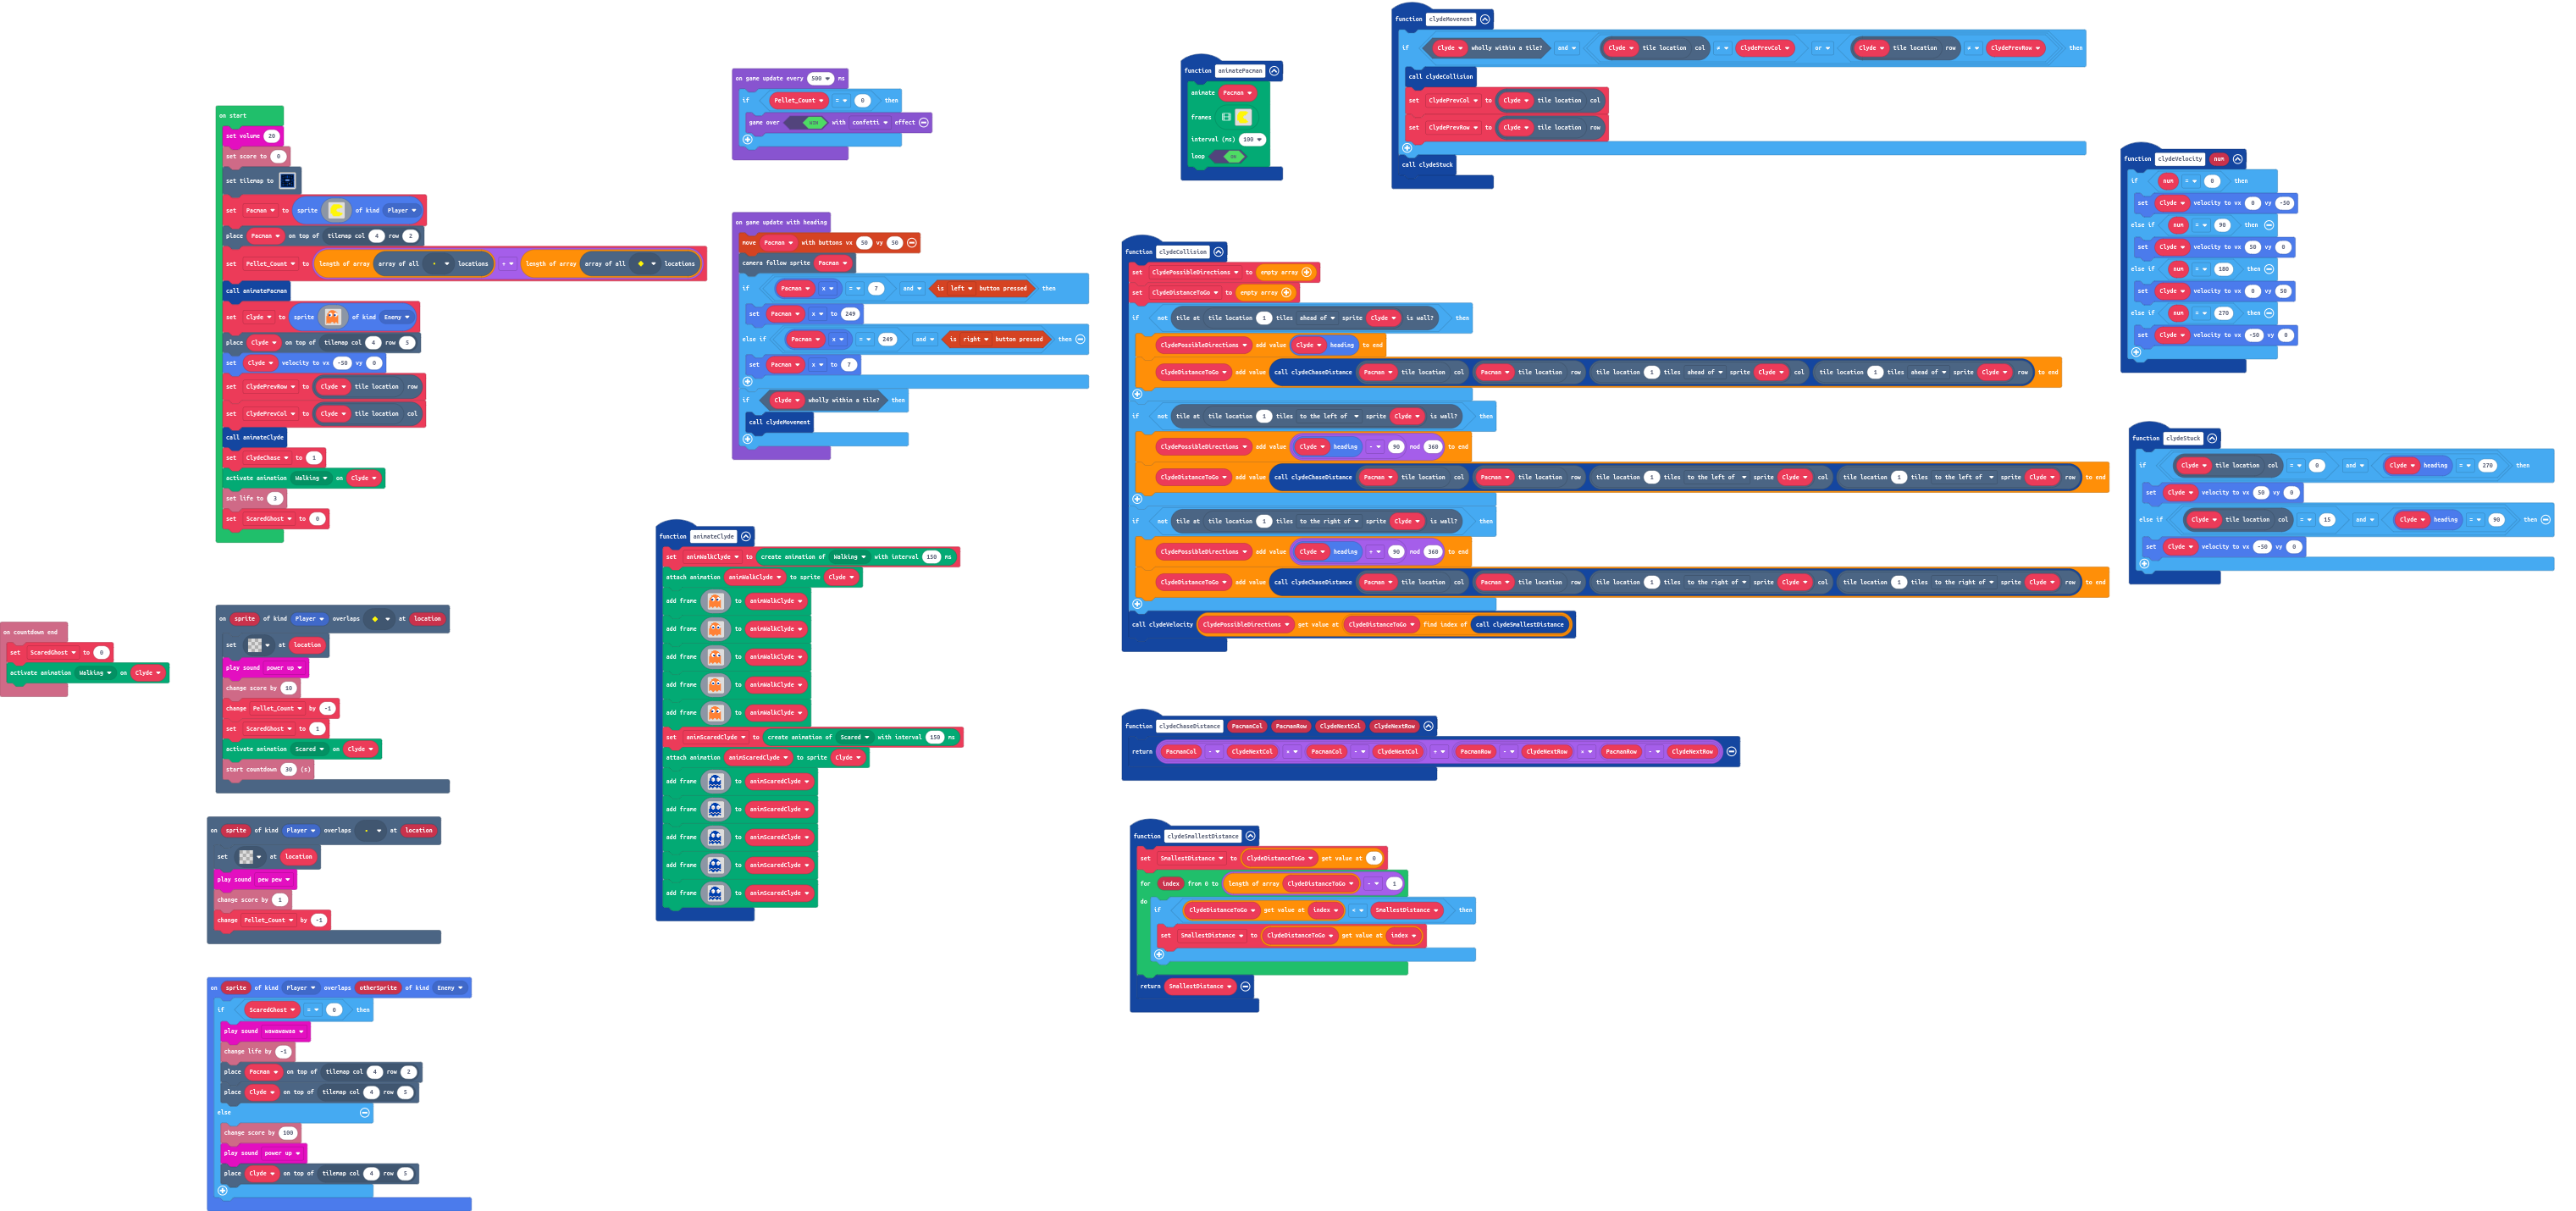 on start
set volume 20
set score to 0
set tilemap to
set Pacman to sprite of kind Player
place Pacman on top of tilemap col 4 row 2
set Pellet_Count to length of array array of all locations + length of array array of all locations
call animatePacman
set Clyde to sprite of kind Enemy
place Clyde on top of tilemap col 4 row 5
set Clyde velocity to vx -50 vy 0
set ClydePrevRow to Clyde tile location row
set ClydePrevCol to Clyde tile location col
call animateClyde
set ClydeChase to 1
activate animation Walking on Clyde
set life to 3
set ScaredGhost to 0
on countdown end
set ScaredGhost to 0
activate animation Walking on Clyde
on sprite of kind Player overlaps at location
set at location
play sound power up
change score by 10
change Pellet_Count by -1
set ScaredGhost to 1
activate animation Scared on Clyde
start countdown 30 (s)
on sprite of kind Player overlaps at location
set at location
play sound pew pew
change score by 1
change Pellet_Count by -1
on sprite of kind Player overlaps otherSprite of kind Enemy
if ScaredGhost = 0 then
play sound wawawawaa
change life by -1
place Pacman on top of tilemap col 4 row 2
place Clyde on top of tilemap col 4 row 5
else
change score by 100
play sound power up
place Clyde on top of tilemap col 4 row 5
on game update every 500 ms
if Pellet_Count = 0 then
game over WIN with confetti effect
on game update with heading
move Pacman with buttons vx 50 vy 50
camera follow sprite Pacman
if Pacman x = 7 and is left button pressed then
set Pacman x to 249
else if Pacman x = 249 and is right button pressed then
set Pacman x to 7
if Clyde wholly within a tile? then
call clydeMovement
function animateClyde
set animWalkClyde to create animation of Walking with interval 150 ms
attach animation animWalkClyde to sprite Clyde
add frame to animWalkClyde
add frame to animWalkClyde
add frame to animWalkClyde
add frame to animWalkClyde
add frame to animWalkClyde
set animScaredClyde to create animation of Scared with interval 150 ms
attach animation animScaredClyde to sprite Clyde
add frame to animScaredClyde
add frame to animScaredClyde
add frame to animScaredClyde
add frame to animScaredClyde
add frame to animScaredClyde
function animatePacman
animate Pacman
frames
interval (ms) 100
loop ON
function clydeMovement
if Clyde wholly within a tile? and Clyde tile location col ≠ ClydePrevCol or Clyde tile location row ≠ ClydePrevRow then
call clydeCollision
set ClydePrevCol to Clyde tile location col
set ClydePrevRow to Clyde tile location row
call clydeStuck
function clydeCollision
set ClydePossibleDirections to empty array
set ClydeDistanceToGo to empty array
if not tile at tile location 1 tiles ahead of sprite Clyde is wall? then
ClydePossibleDirections add value Clyde heading to end
ClydeDistanceToGo add value call clydeChaseDistance Pacman tile location col Pacman tile location row tile location 1 tiles ahead of sprite Clyde col tile location 1 tiles ahead of sprite Clyde row to end
if not tile at tile location 1 tiles to the left of sprite Clyde is wall? then
ClydePossibleDirections add value Clyde heading - 90 mod 360 to end
ClydeDistanceToGo add value call clydeChaseDistance Pacman tile location col Pacman tile location row tile location 1 tiles to the left of sprite Clyde col tile location 1 tiles to the left of sprite Clyde row to end
if not tile at tile location 1 tiles to the right of sprite Clyde is wall? then
ClydePossibleDirections add value Clyde heading + 90 mod 360 to end
ClydeDistanceToGo add value call clydeChaseDistance Pacman tile location col Pacman tile location row tile location 1 tiles to the right of sprite Clyde col tile location 1 tiles to the right of sprite Clyde row to end
call clydeVelocity ClydePossibleDirections get value at ClydeDistanceToGo find index of call clydeSmallestDistance
function clydeChaseDistance PacmanCol PacmanRow ClydeNextCol ClydeNextRow
return PacmanCol - ClydeNextCol × PacmanCol - ClydeNextCol + PacmanRow - ClydeNextRow × PacmanRow - ClydeNextRow
function clydeSmallestDistance
set SmallestDistance to ClydeDistanceToGo get value at 0
for index from 0 to length of array ClydeDistanceToGo - 1
do
if ClydeDistanceToGo get value at index < SmallestDistance then
set SmallestDistance to ClydeDistanceToGo get value at index
return SmallestDistance
function clydeVelocity num
if num = 0 then
set Clyde velocity to vx 0 vy -50
else if num = 90 then
set Clyde velocity to vx 50 vy 0
else if num = 180 then
set Clyde velocity to vx 0 vy 50
else if num = 270 then
set Clyde velocity to vx -50 vy 0
function clydeStuck
if Clyde tile location col = 0 and Clyde heading = 270 then
set Clyde velocity to vx 50 vy 0
else if Clyde tile location col = 15 and Clyde heading = 90 then
set Clyde velocity to vx -50 vy 0